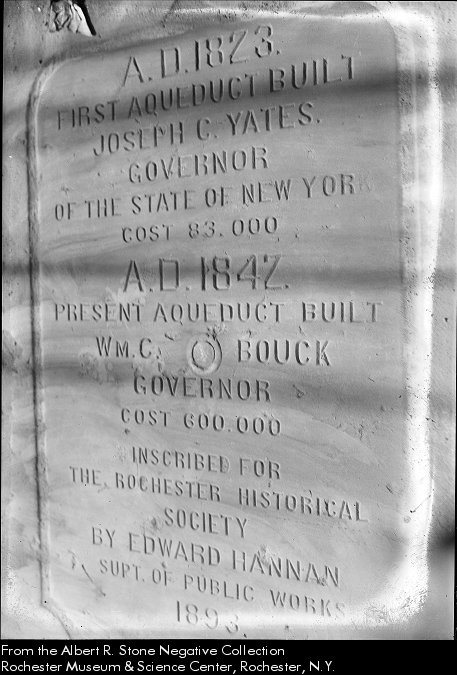 A.D.1823.
FIRST AQUEDUCT BUILT
JOSEPH C. YATES.
GOVERNOR
OF THE STATE OF NEW YORK
COST 83.000
A.D.1842.
PRESENT AQUEDUCT BUILT
WM.C. BOUCK
GOVERNOR
COST 600.000
INSCRIBED FOR
THE ROCHESTER HISTORICAL
SOCIETY
BY EDWARD HANNAN
SUPT. OF PUBLIC WORKS
1893
From the Albert R. Stone Negative Collection
Rochester Museum & Science Center, Rochester, N.Y.